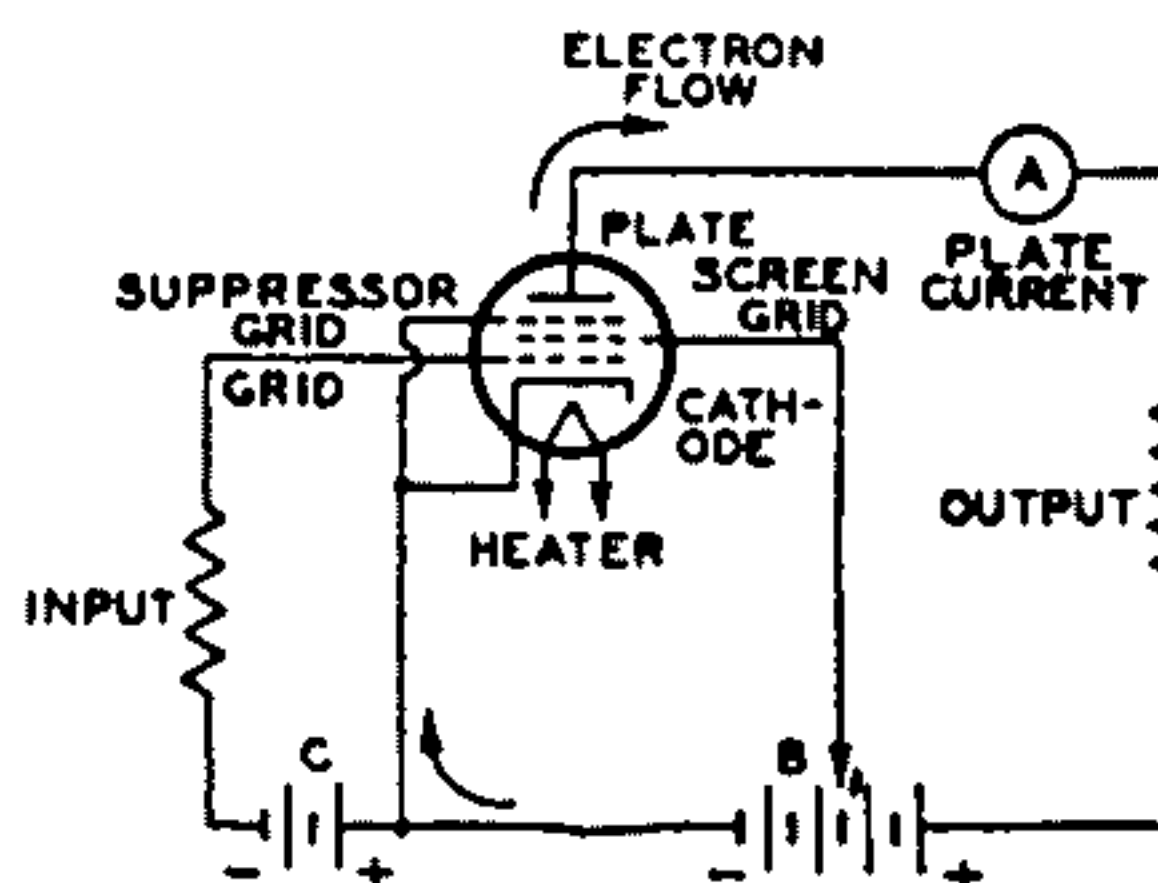 ELECTRON
FLOW
A
PLATE
PLATE
CURRENT
SCREEN
GRID
SUPPRESSOR
GRID
GRID
CATH-
ODE
OUTPUT
HEATER
INPUT
C
B
- +
- +